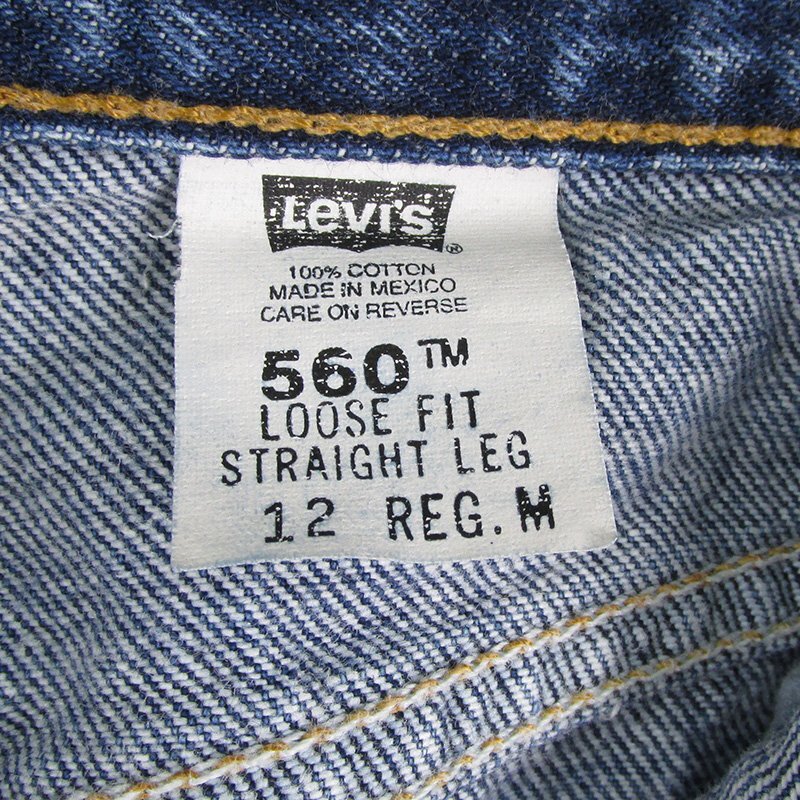 Levi's ®
100% COTTON
MADE IN MEXICO
CARE ON REVERSE
560™
LOOSE FIT
STRAIGHT LEG
12 REG. M